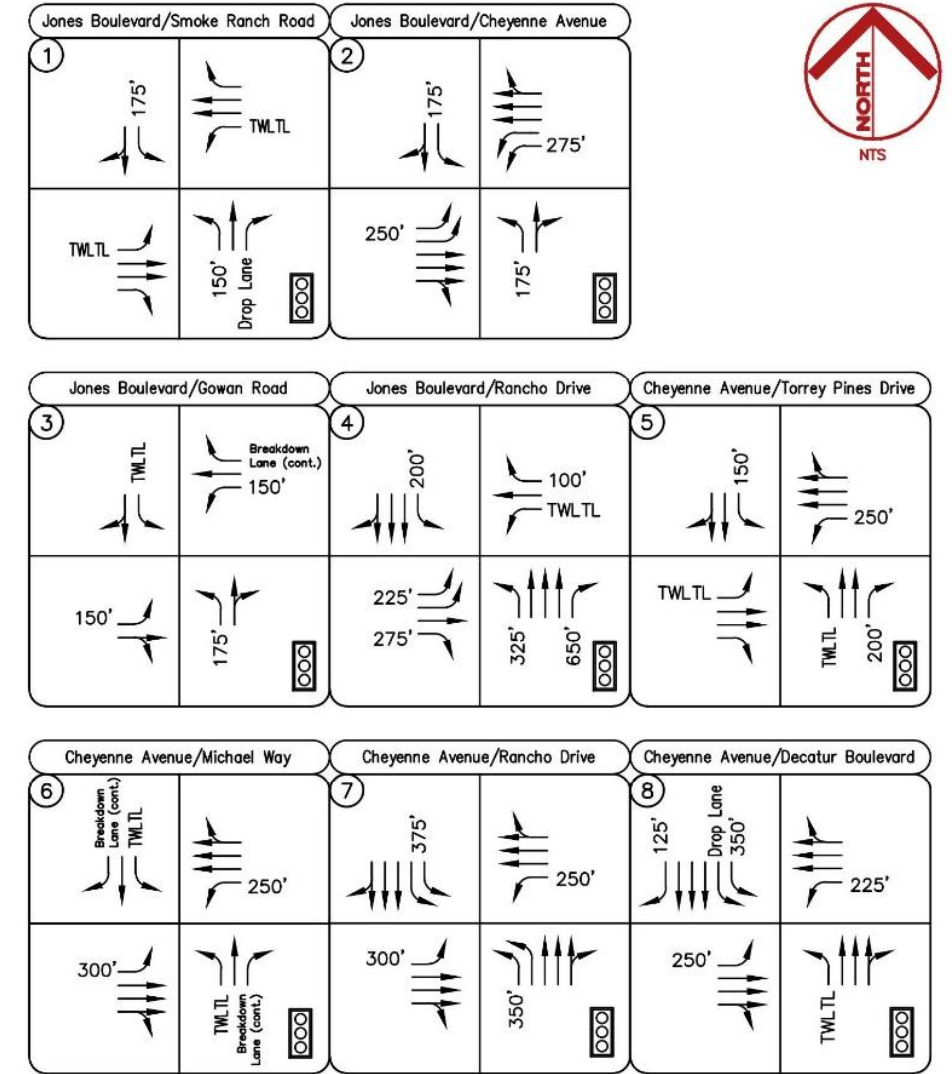 Jones Boulevard/Smoke Ranch Road
1
175'
TWLTL
TWLTL
150'
Drop Lane
Jones Boulevard/Cheyenne Avenue
2
175'
275'
250'
175'
NORTH
NTS
Jones Boulevard/Gowan Road
3
TWLTL
Breakdown
Lane (cont.)
150'
150'
175'
Jones Boulevard/Rancho Drive
4
200'
100'
TWLTL
225'
275'
325'
650'
Cheyenne Avenue/Torrey Pines Drive
5
150'
250'
TWLTL
TWLTL
200'
Cheyenne Avenue/Michael Way
6
Breakdown
Lane (cont.)
TWLTL
250'
300'
TWLTL
Breakdown
Lane (cont.)
Cheyenne Avenue/Rancho Drive
7
375'
250'
300'
350'
Cheyenne Avenue/Decatur Boulevard
8
125'
Drop Lane
350'
225'
250'
TWLTL